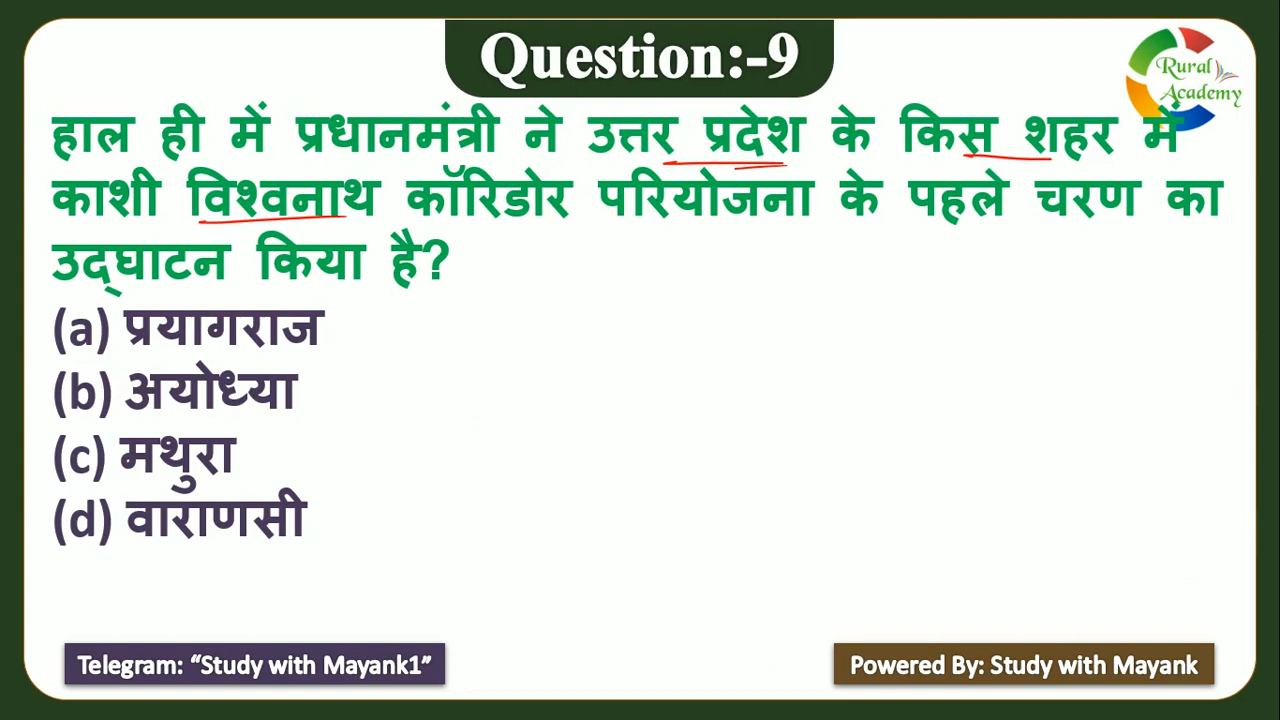 Question:-9
Rural
Academy
हाल ही में प्रधानमंत्री ने उत्तर प्रदेश के किस शहर में
काशी विश्वनाथ कॉरिडोर परियोजना के पहले चरण का
उद्घाटन किया है?
(a) प्रयागराज
(b) अयोध्या
(c) मथुरा
(d) वाराणसी
Telegram: “Study with Mayank1”
Powered By: Study with Mayank